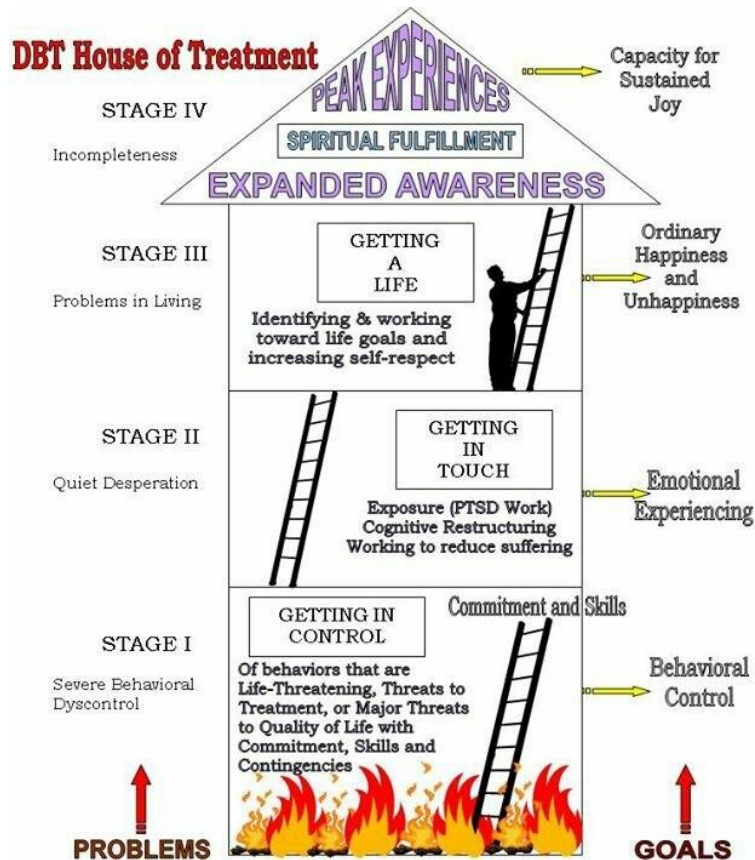 DBT House of Treatment
PEAK EXPERIENCES
Capacity for
Sustained
Joy
STAGE IV
Incompleteness
SPIRITUAL FULFILLMENT
EXPANDED AWARENESS
STAGE III
Problems in Living
GETTING
A
LIFE
Identifying & working
toward life goals and
increasing self-respect
Ordinary
Happiness
and
Unhappiness
STAGE II
Quiet Desperation
GETTING
IN
TOUCH
Exposure (PTSD Work)
Cognitive Restructuring
Working to reduce suffering
Emotional
Experiencing
STAGE I
Severe Behavioral
Dyscontrol
GETTING IN
CONTROL
Commitment and Skills
Of behaviors that are
Life-Threatening, Threats to
Treatment, or Major Threats
to Quality of Life with
Commitment, Skills and
Contingencies
Behavioral
Control
PROBLEMS
GOALS